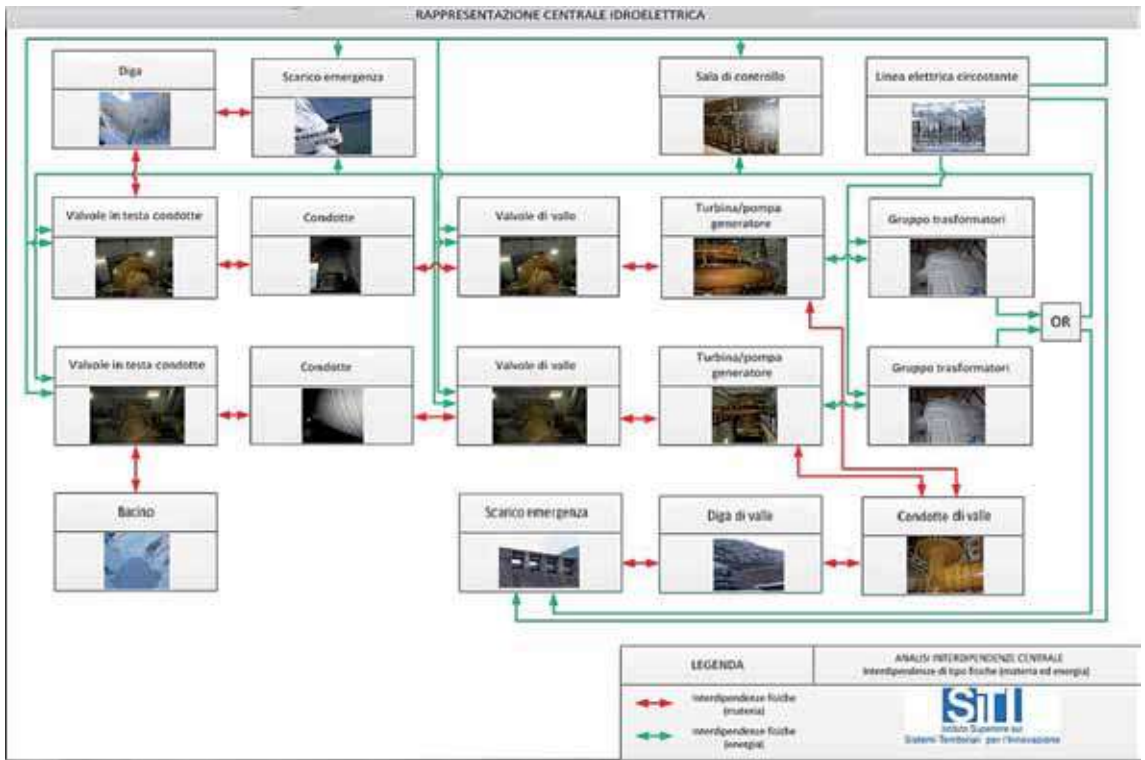 RAPPRESENTAZIONE CENTRALE IDROELETTRICA
Diga
Scarico emergenza
Sala di controllo
Linea elettrica circostante
Valvole in testa condotte
Condotte
Valvole di valle
Turbina/pompa
generatore
Gruppo trasformatori
OR
Valvole in testa condotte
Condotte
Valvole di valle
Turbina/pompa
generatore
Gruppo trasformatori
Bacino
Scarico emergenza
Diga di valle
Condotte di valle
LEGENDA
Interdipendenze fisiche
(materia)
Interdipendenze fisiche
(energia)
ANALISI INTERDIPENDENZE CENTRALE
Interdipendenze di tipo fisiche (materia ed energia)
SiTI
Istituto Superiore sui
Sistemi Territoriali per l'Innovazione